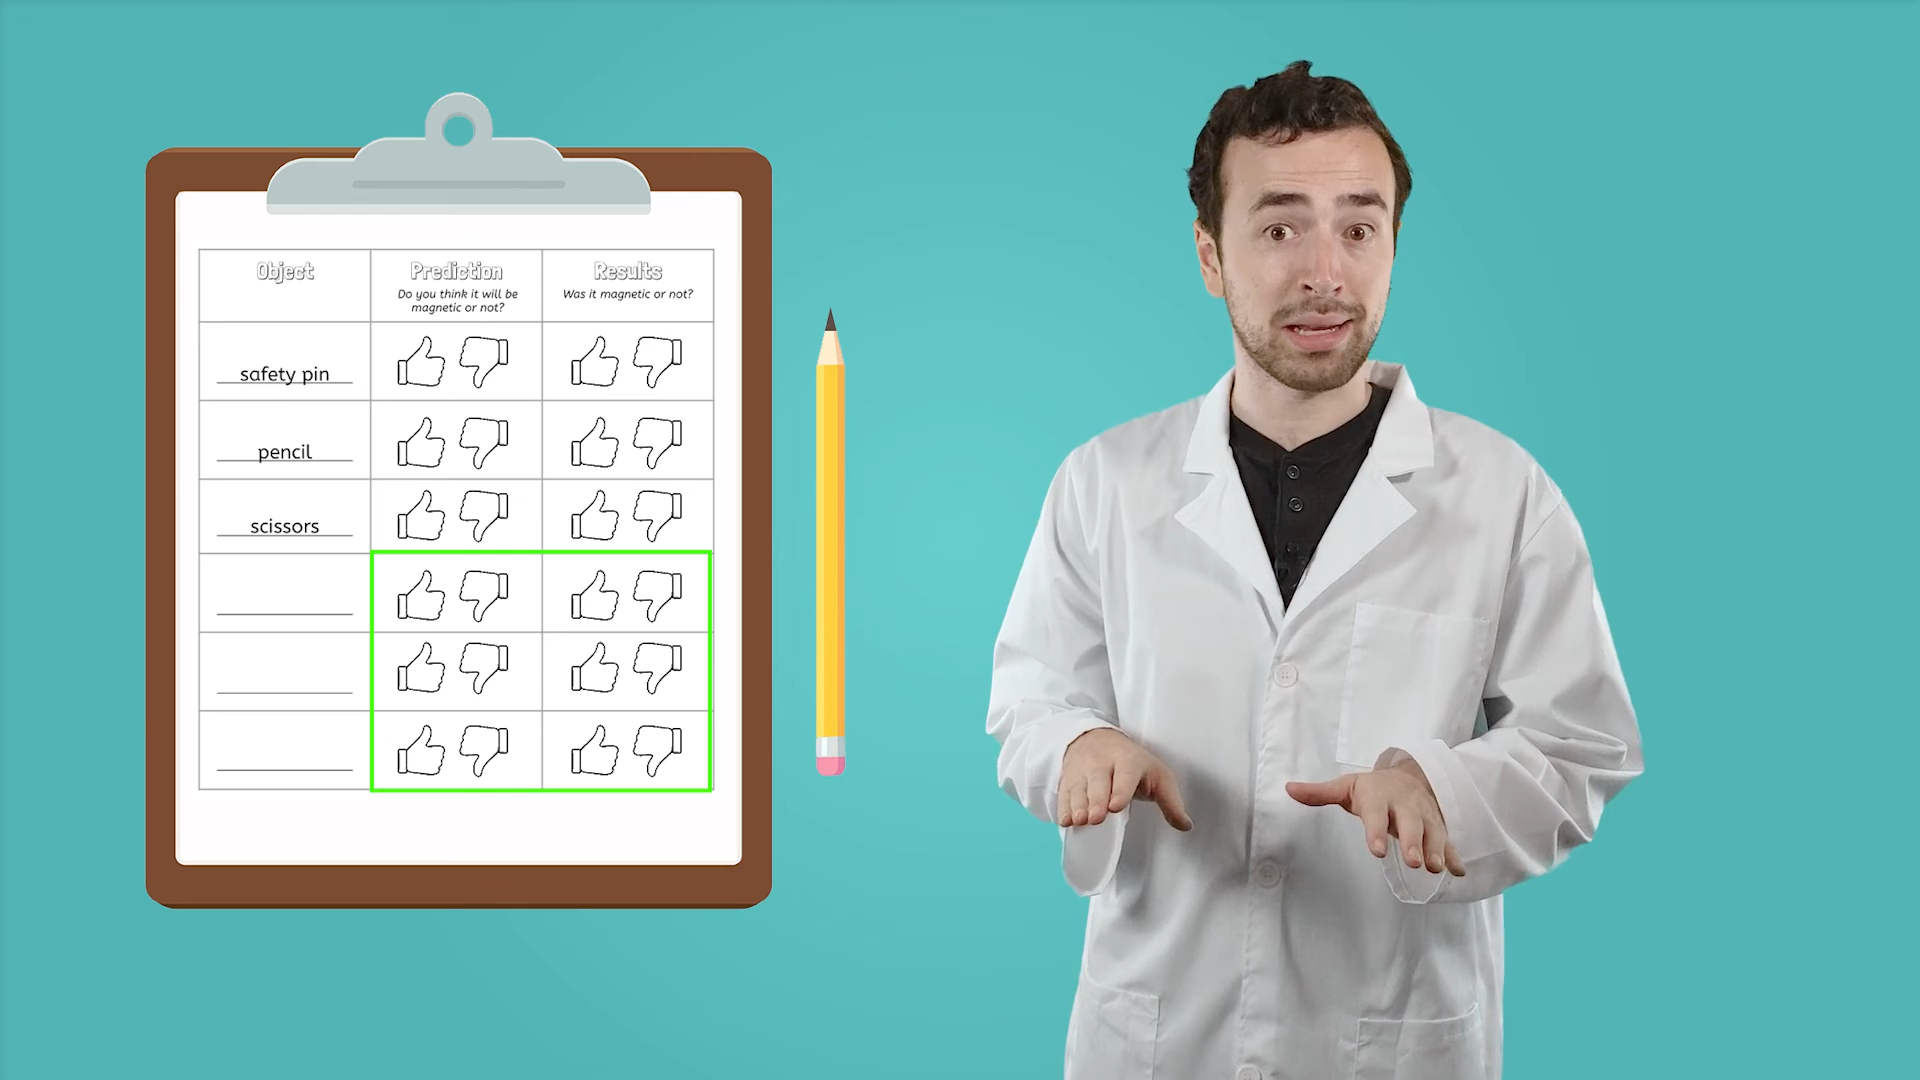 Object Prediction Results
Do you think it will be Was it magnetic or not?
magnetic or not?
safety pin
pencil
scissors